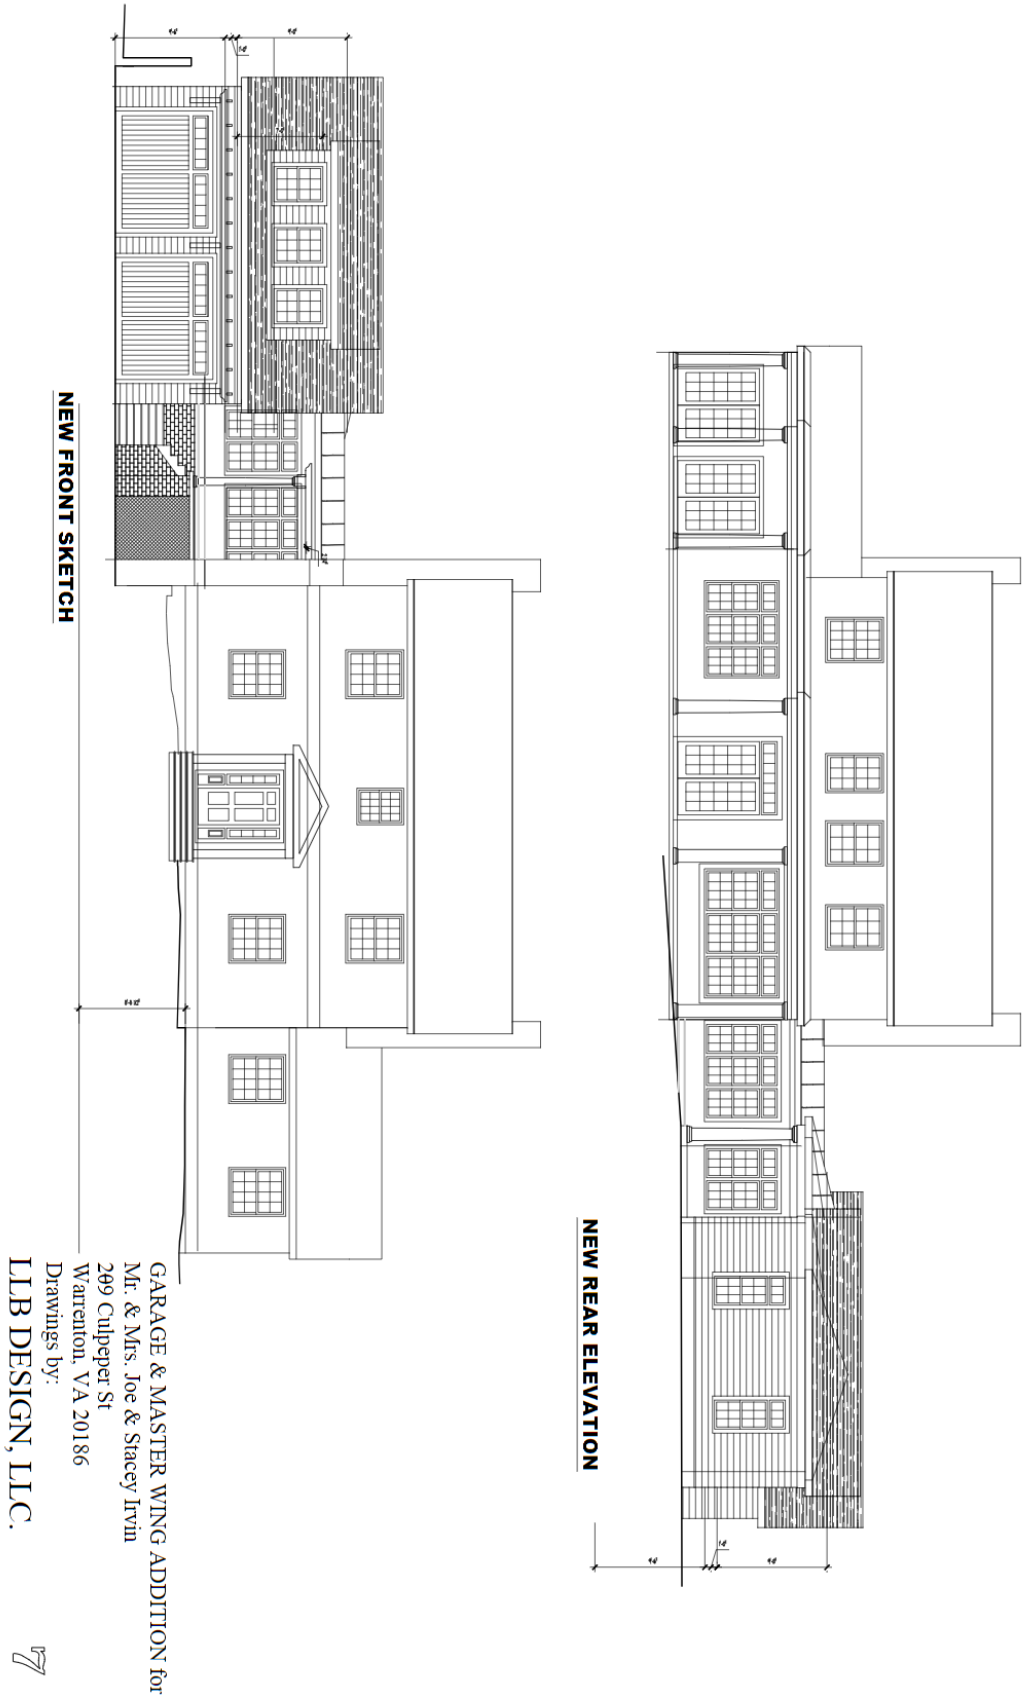 NEW REAR ELEVATION
NEW FRONT SKETCH
GARAGE & MASTER WING ADDITION for
Mr. & Mrs. Joe & Stacey Irvin
209 Culpeper St
Warrenton, VA 20186
Drawings by:
LLB DESIGN, LLC.
7